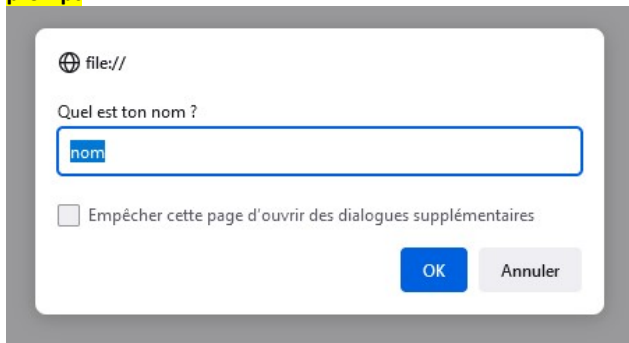 file://
Quel est ton nom ?
nom
Empêcher cette page d'ouvrir des dialogues supplémentaires
OK Annuler